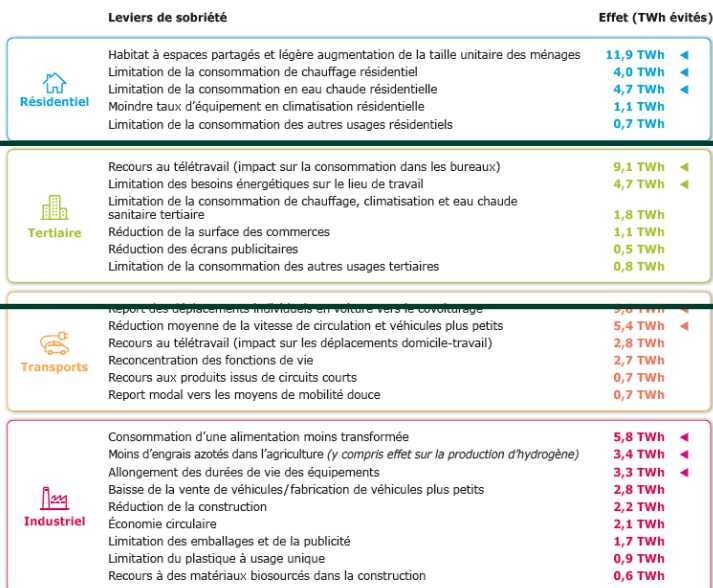 Leviers de sobriété Effet (TWh évités)
Habitat à espaces partagés et légère augmentation de la taille unitaire des ménages 11,9 TWh ◄
Limitation de la consommation de chauffage résidentiel 4,0 TWh ◄
Limitation de la consommation en eau chaude résidentielle 4,7 TWh ◄
Moindre taux d'équipement en climatisation résidentielle 1,1 TWh
Limitation de la consommation des autres usages résidentiels 0,7 TWh
Résidentiel
Recours au télétravail (impact sur la consommation dans les bureaux) 9,1 TWh ◄
Limitation des besoins énergétiques sur le lieu de travail 4,7 TWh ◄
Limitation de la consommation de chauffage, climatisation et eau chaude
sanitaire tertiaire 1,8 TWh
Réduction de la surface des commerces 1,1 TWh
Réduction des écrans publicitaires 0,5 TWh
Limitation de la consommation des autres usages tertiaires 0,8 TWh
Tertiaire
Report des déplacements individuels en voiture vers le covoiturage TWh ◄
Réduction moyenne de la vitesse de circulation et véhicules plus petits 5,4 TWh ◄
Recours au télétravail (impact sur les déplacements domicile-travail) 2,8 TWh
Reconcentration des fonctions de vie 2,7 TWh
Recours aux produits issus de circuits courts 0,7 TWh
Report modal vers les moyens de mobilité douce 0,7 TWh
Transports
Consommation d'une alimentation moins transformée 5,8 TWh ◄
Moins d'engrais azotés dans l'agriculture (y compris effet sur la production d'hydrogène) 3,4 TWh ◄
Allongement des durées de vie des équipements 3,3 TWh ◄
Baisse de la vente de véhicules/fabrication de véhicules plus petits 2,8 TWh
Réduction de la construction 2,2 TWh
Économie circulaire 2,1 TWh
Limitation des emballages et de la publicité 1,7 TWh
Limitation du plastique à usage unique 0,9 TWh
Recours à des matériaux biosourcés dans la construction 0,6 TWh
Industriel